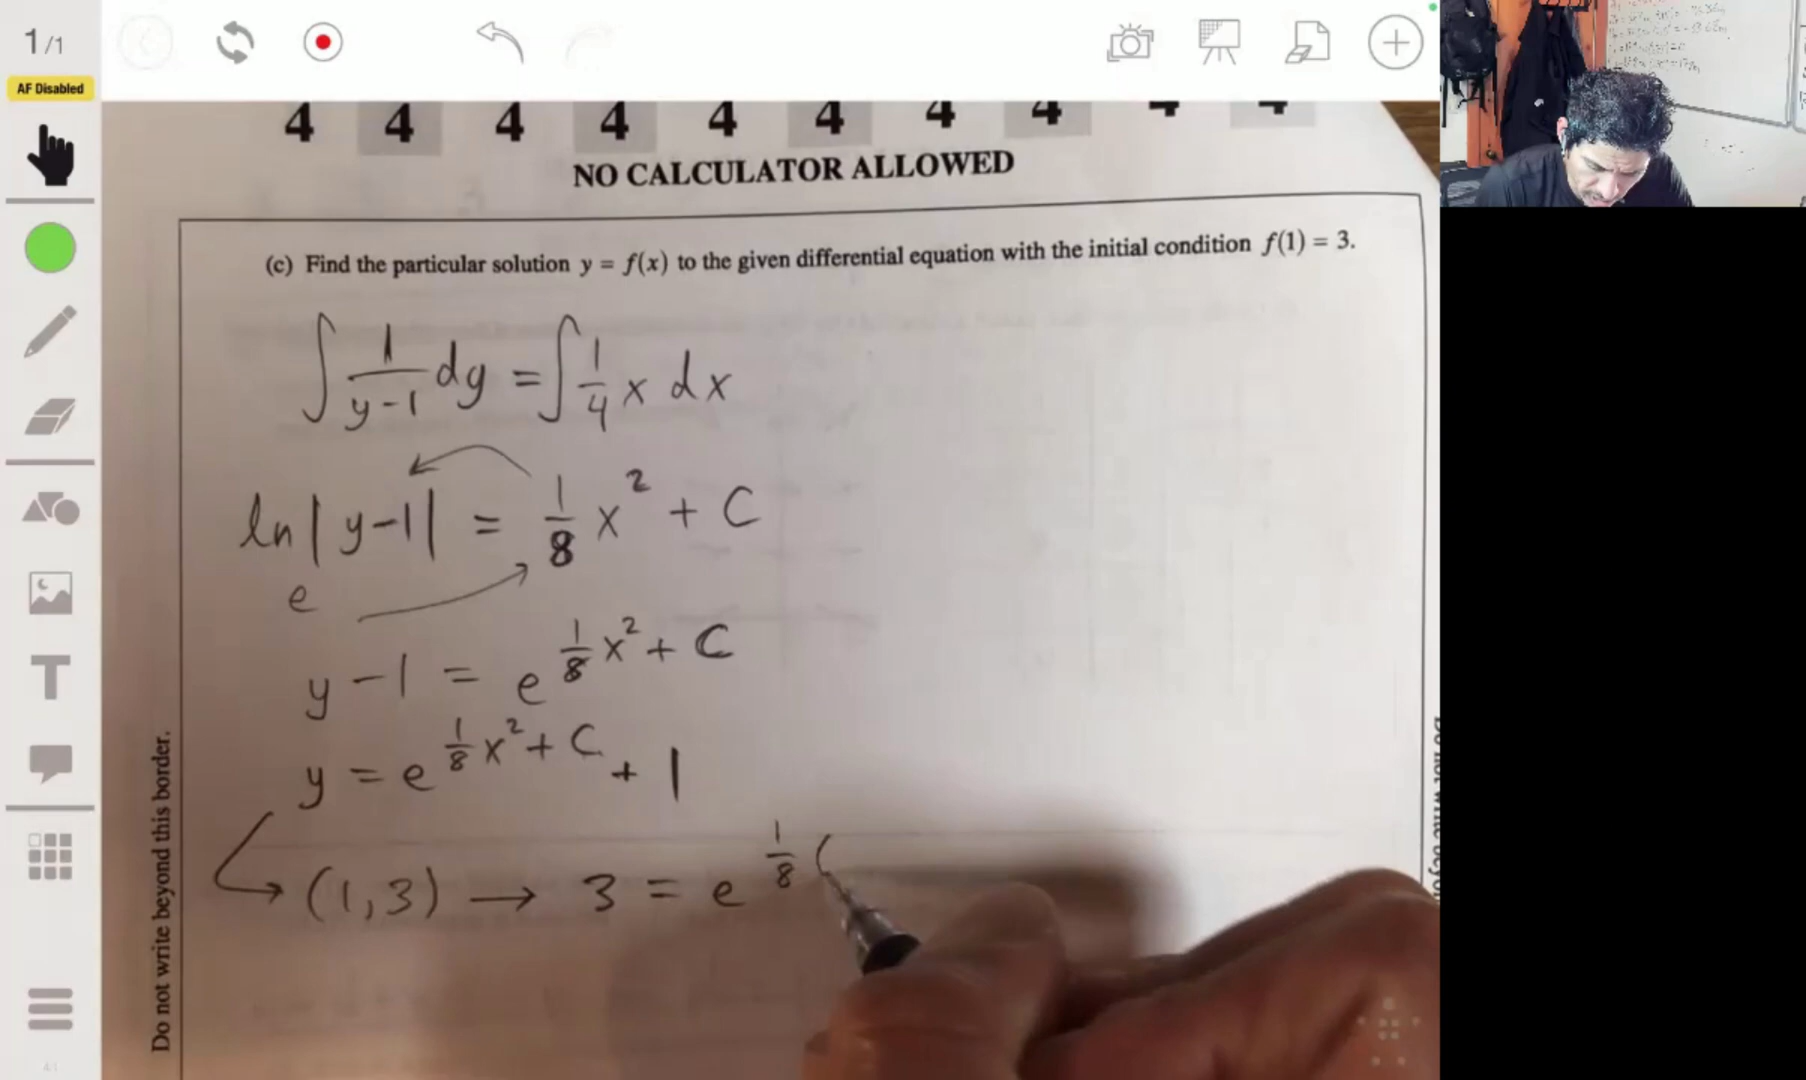 1/1
AF Disabled
4 4 4 4 4 4 4 4
NO CALCULATOR ALLOWED
(c) Find the particular solution y = f(x) to the given differential equation with the initial condition f(1) = 3.
∫ 1/(y-1) dy = ∫ 1/4 x dx
ln|y-1| = 1/8 x² + C
e
y - 1 = e^(1/8 x² + C)
y = e^(1/8 x² + C) + 1
(1,3) → 3 = e^(1/8 (
Do not write beyond this border.
T